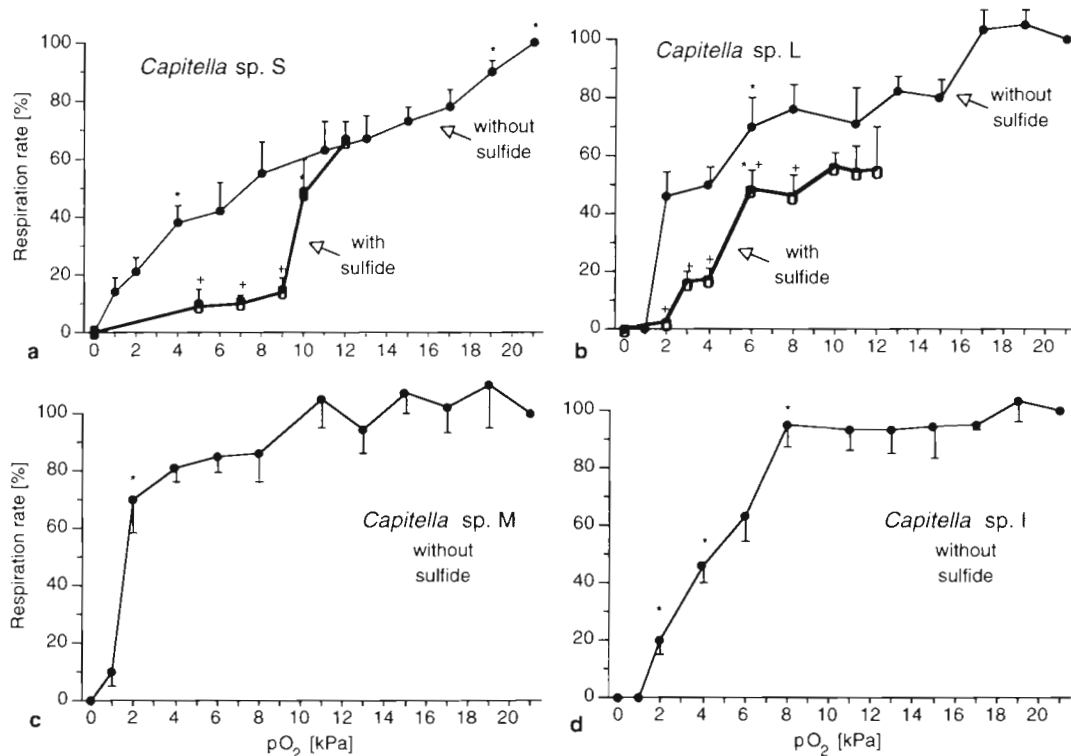 Respiration rate [%]
100
80
60
40
20
0
Capitella sp. S
without
sulfide
with
sulfide
* * * * *
+ + +
0 2 4 6 8 10 12 14 16 18 20
a
100
80
60
40
20
0
Capitella sp. L
without
sulfide
with
sulfide
* * +
+ + + +
0 2 4 6 8 10 12 14 16 18 20
b
Respiration rate [%]
100
80
60
40
20
0
*
Capitella sp. M
without
sulfide
0 2 4 6 8 10 12 14 16 18 20
c
pO2 [kPa]
100
80
60
40
20
0
* * *
Capitella sp. I
without
sulfide
0 2 4 6 8 10 12 14 16 18 20
d
pO2 [kPa]